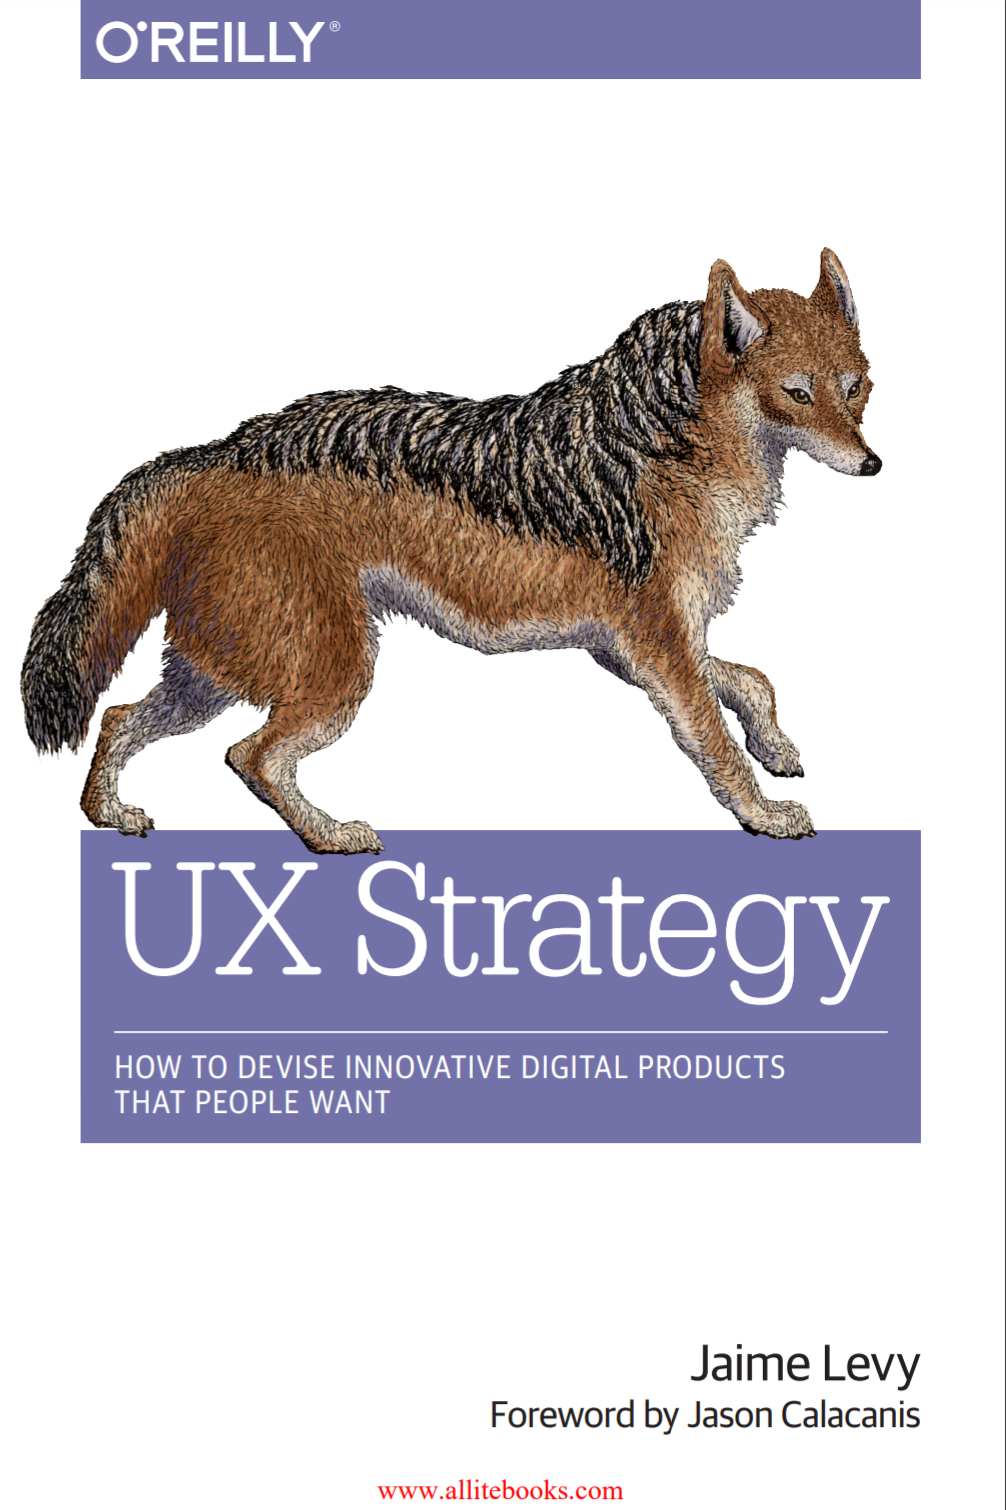 O'REILLY®
UX Strategy
HOW TO DEVISE INNOVATIVE DIGITAL PRODUCTS
THAT PEOPLE WANT
Jaime Levy
Foreword by Jason Calacanis
www.allitebooks.com